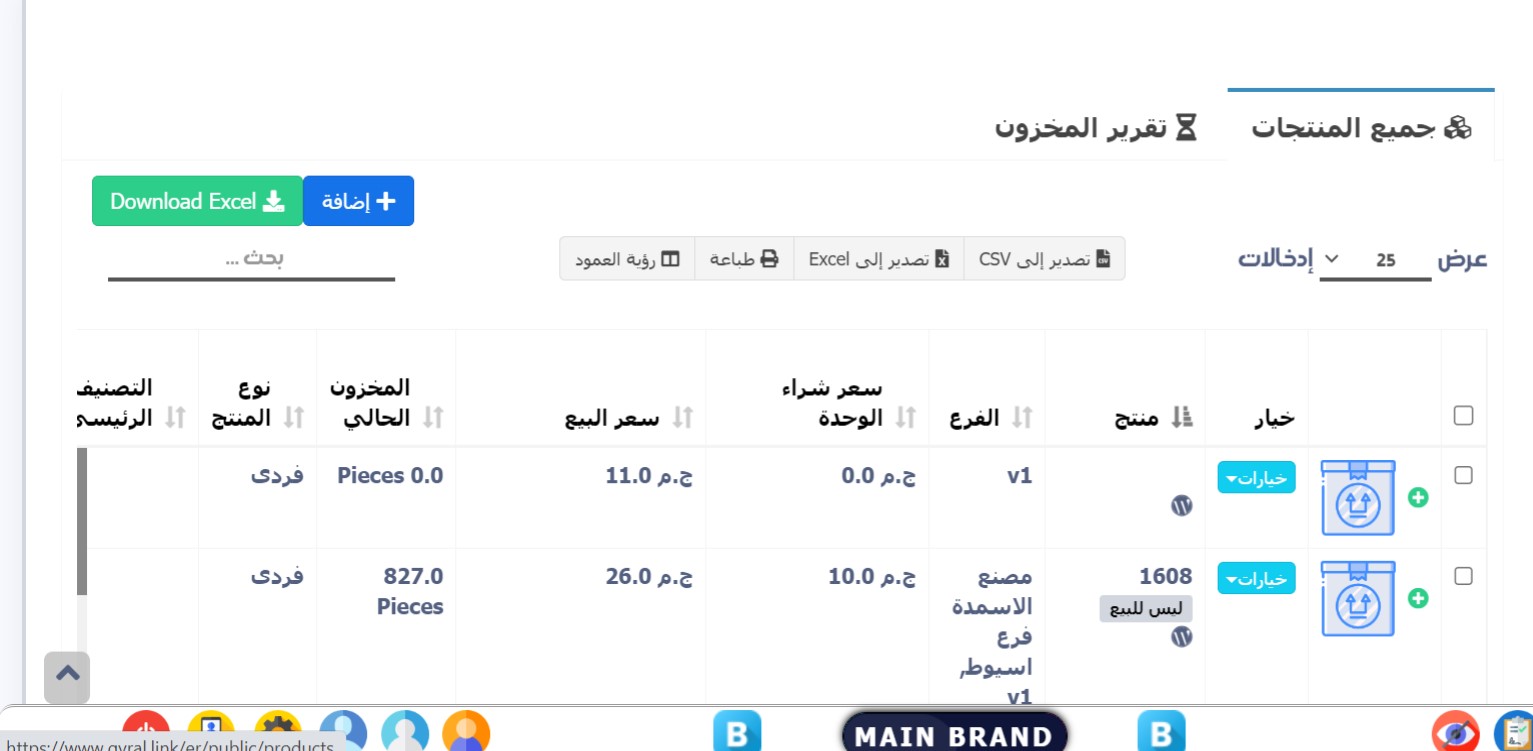 جميع المنتجات
تقرير المخزون
إضافة
Download Excel
عرض 25 إدخالات
تصدير إلى CSV
تصدير إلى Excel
طباعة
رؤية العمود
بحث ...
خيار
منتج
الفرع
سعر شراء
الوحدة
سعر البيع
المخزون
الحالي
نوع
المنتج
التصنيف
الرئيسى
خيارات
v1
ج.م 0.0
ج.م 11.0
Pieces 0.0
فردى
خيارات
1608
ليس للبيع
مصنع
الاسمدة
فرع
اسيوط,
v1
ج.م 10.0
ج.م 26.0
827.0
Pieces
فردى
B
MAIN BRAND
B
https://www.gyral.link/er/public/products